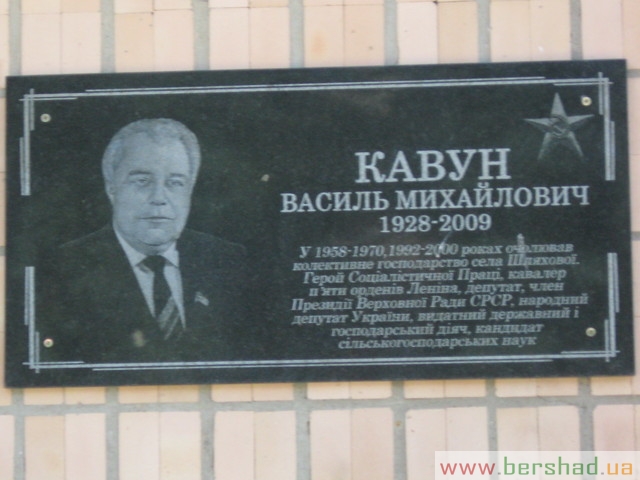 КАВУН
ВАСИЛЬ МИХАЙЛОВИЧ
1928-2009
У 1958-1970,1992-2000 роках очолював
колективне господарство села Шляхової.
Герой Соціалістичної Праці, кавалер
п'яти орденів Леніна, депутат, член
Президії Верховної Ради СРСР, народний
депутат України, видатний державний і
господарський діяч, кандидат
сільськогосподарських наук
www.bershad.ua